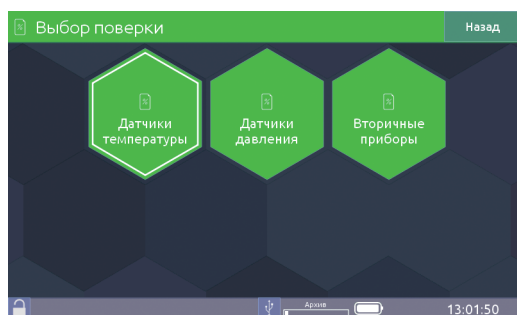 Выбор поверки
Назад
Датчики
температуры
Датчики
давления
Вторичные
приборы
Архив
13:01:50